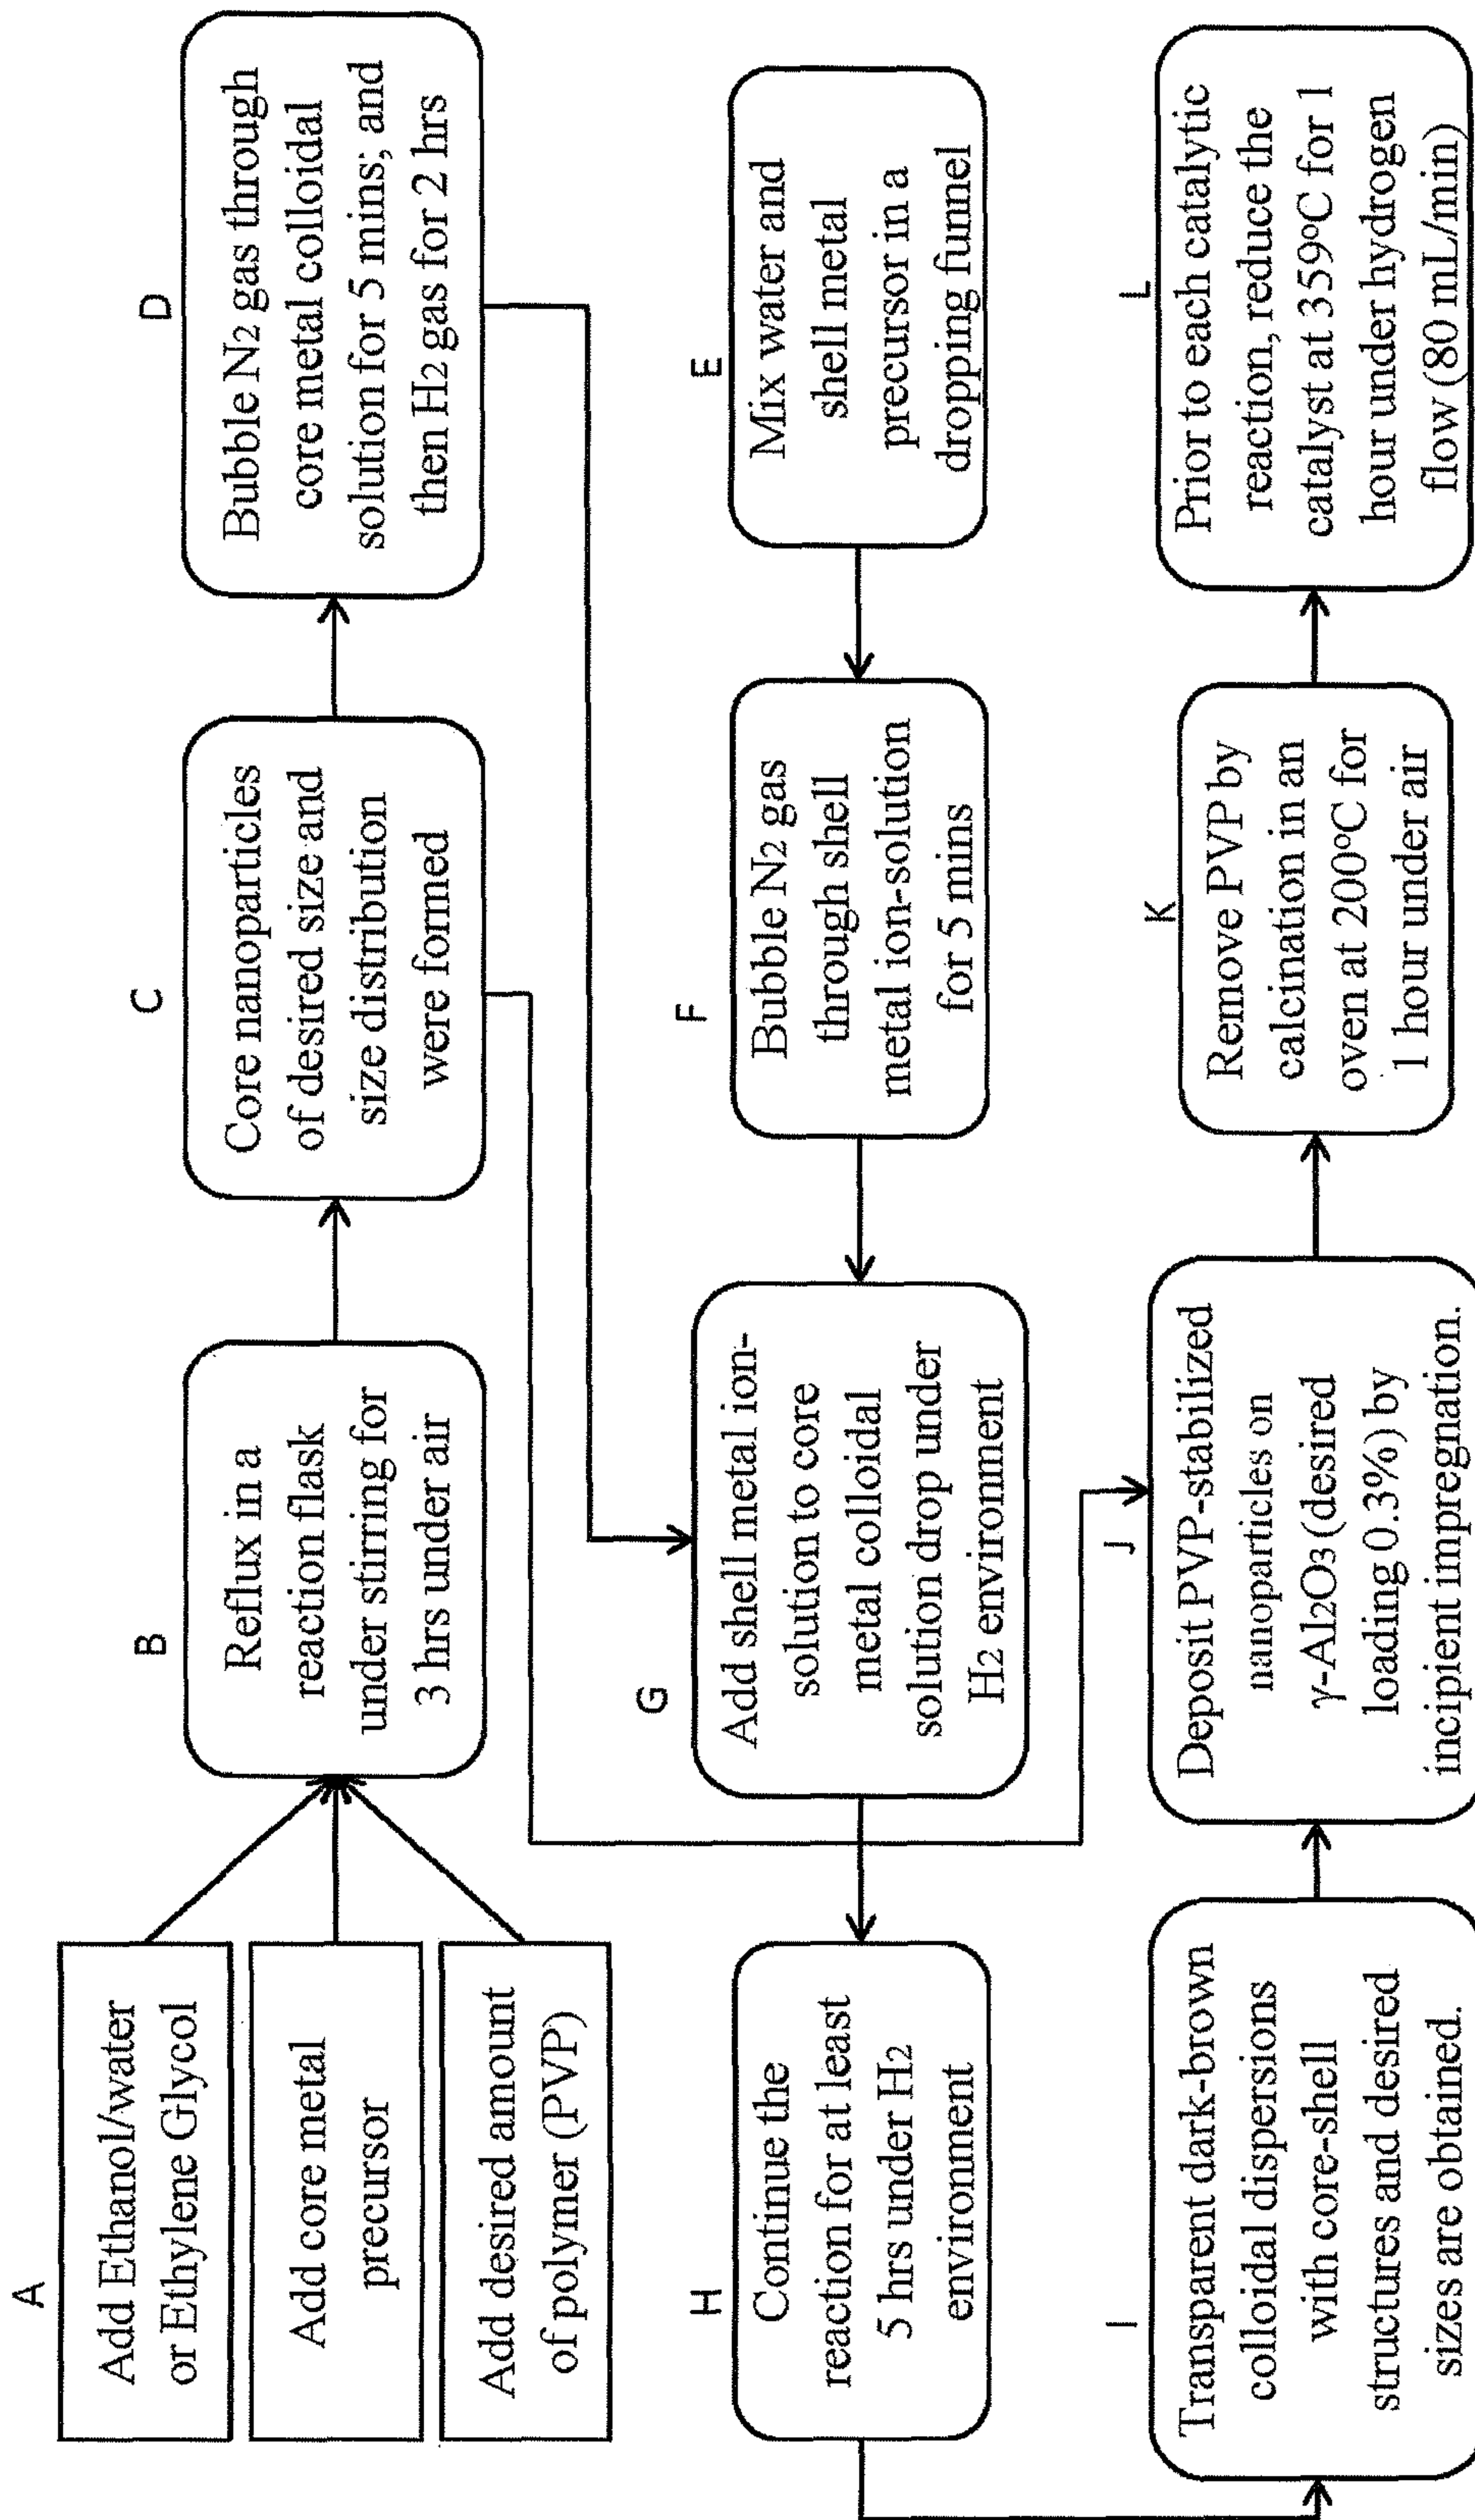 A
Add Ethanol/water
or Ethylene Glycol
Add core metal
precursor
Add desired amount
of polymer (PVP)
B
Reflux in a
reaction flask
under stirring for
3 hrs under air
C
Core nanoparticles
of desired size and
size distribution
were formed
D
Bubble N2 gas through
core metal colloidal
solution for 5 mins; and
then H2 gas for 2 hrs
E
Mix water and
shell metal
precursor in a
dropping funnel
F
Bubble N2 gas
through shell
metal ion-solution
for 5 mins
G
Add shell metal ion-
solution to core
metal colloidal
solution drop under
H2 environment
H
Continue the
reaction for at least
5 hrs under H2
environment
I
Transparent dark-brown
colloidal dispersions
with core-shell
structures and desired
sizes are obtained.
J
Deposit PVP-stabilized
nanoparticles on
γ-Al2O3 (desired
loading 0.3%) by
incipient impregnation.
K
Remove PVP by
calcination in an
oven at 200°C for
1 hour under air
L
Prior to each catalytic
reaction, reduce the
catalyst at 359°C for 1
hour under hydrogen
flow (80 mL/min)